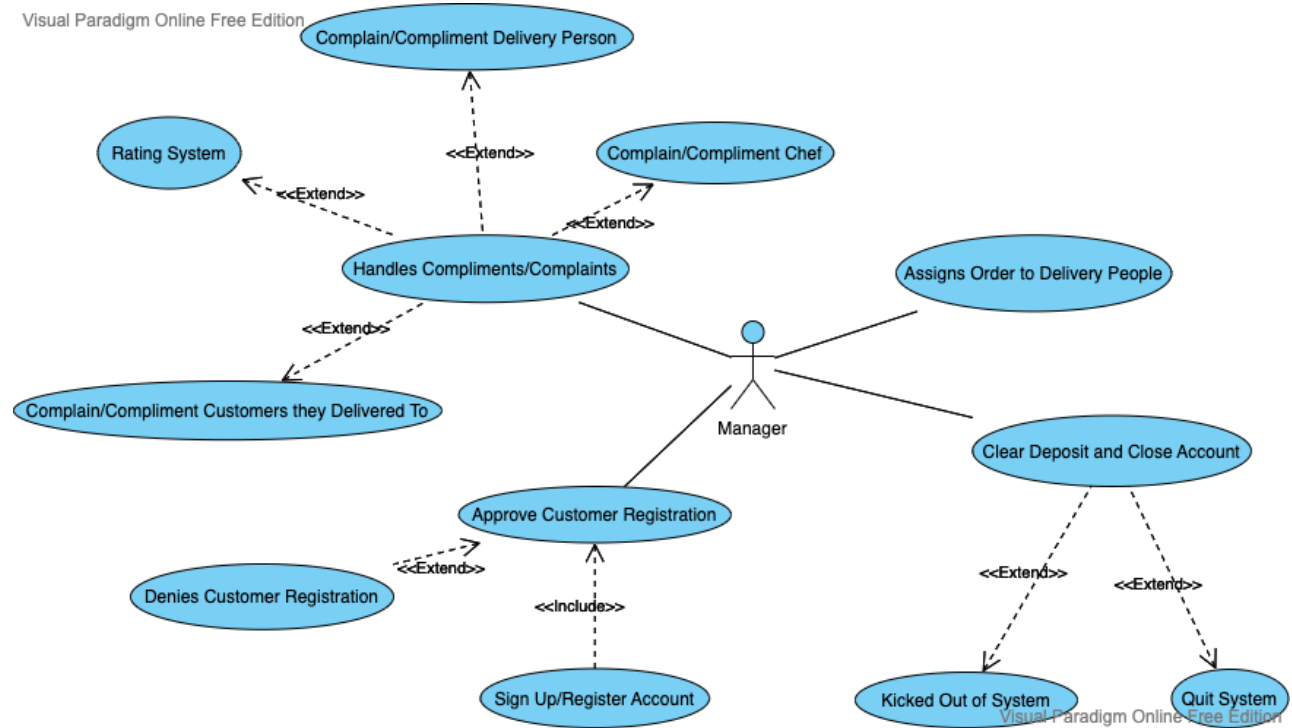 Visual Paradigm Online Free Edition
Complain/Compliment Delivery Person
Rating System
<<Extend>>
Complain/Compliment Chef
<<Extend>>
<<Extend>>
Handles Compliments/Complaints
Assigns Order to Delivery People
<<Extend>>
Complain/Compliment Customers they Delivered To
Manager
Clear Deposit and Close Account
Approve Customer Registration
<<Extend>>
Denies Customer Registration
<<Include>>
<<Extend>>
<<Extend>>
Sign Up/Register Account
Kicked Out of System
Quit System
Visual Paradigm Online Free Edition